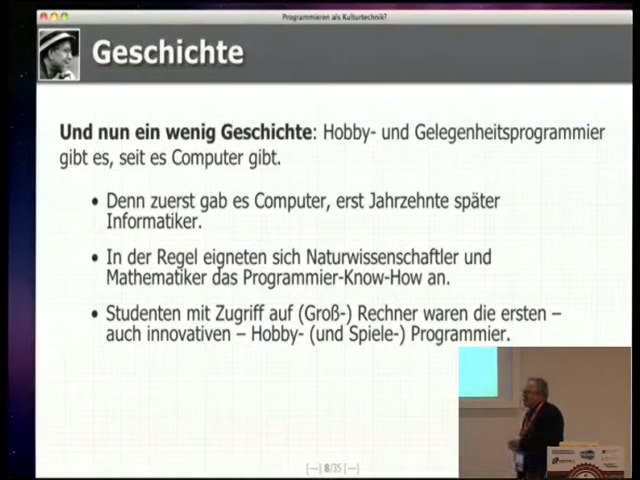 Programmieren als Kulturtechnik?
Geschichte
Und nun ein wenig Geschichte: Hobby- und Gelegenheitsprogrammier
gibt es, seit es Computer gibt.
• Denn zuerst gab es Computer, erst Jahrzehnte später
Informatiker.
• In der Regel eigneten sich Naturwissenschaftler und
Mathematiker das Programmier-Know-How an.
• Studenten mit Zugriff auf (Groß-) Rechner waren die ersten –
auch innovativen – Hobby- (und Spiele-) Programmier.
[—] 8/35 [—]